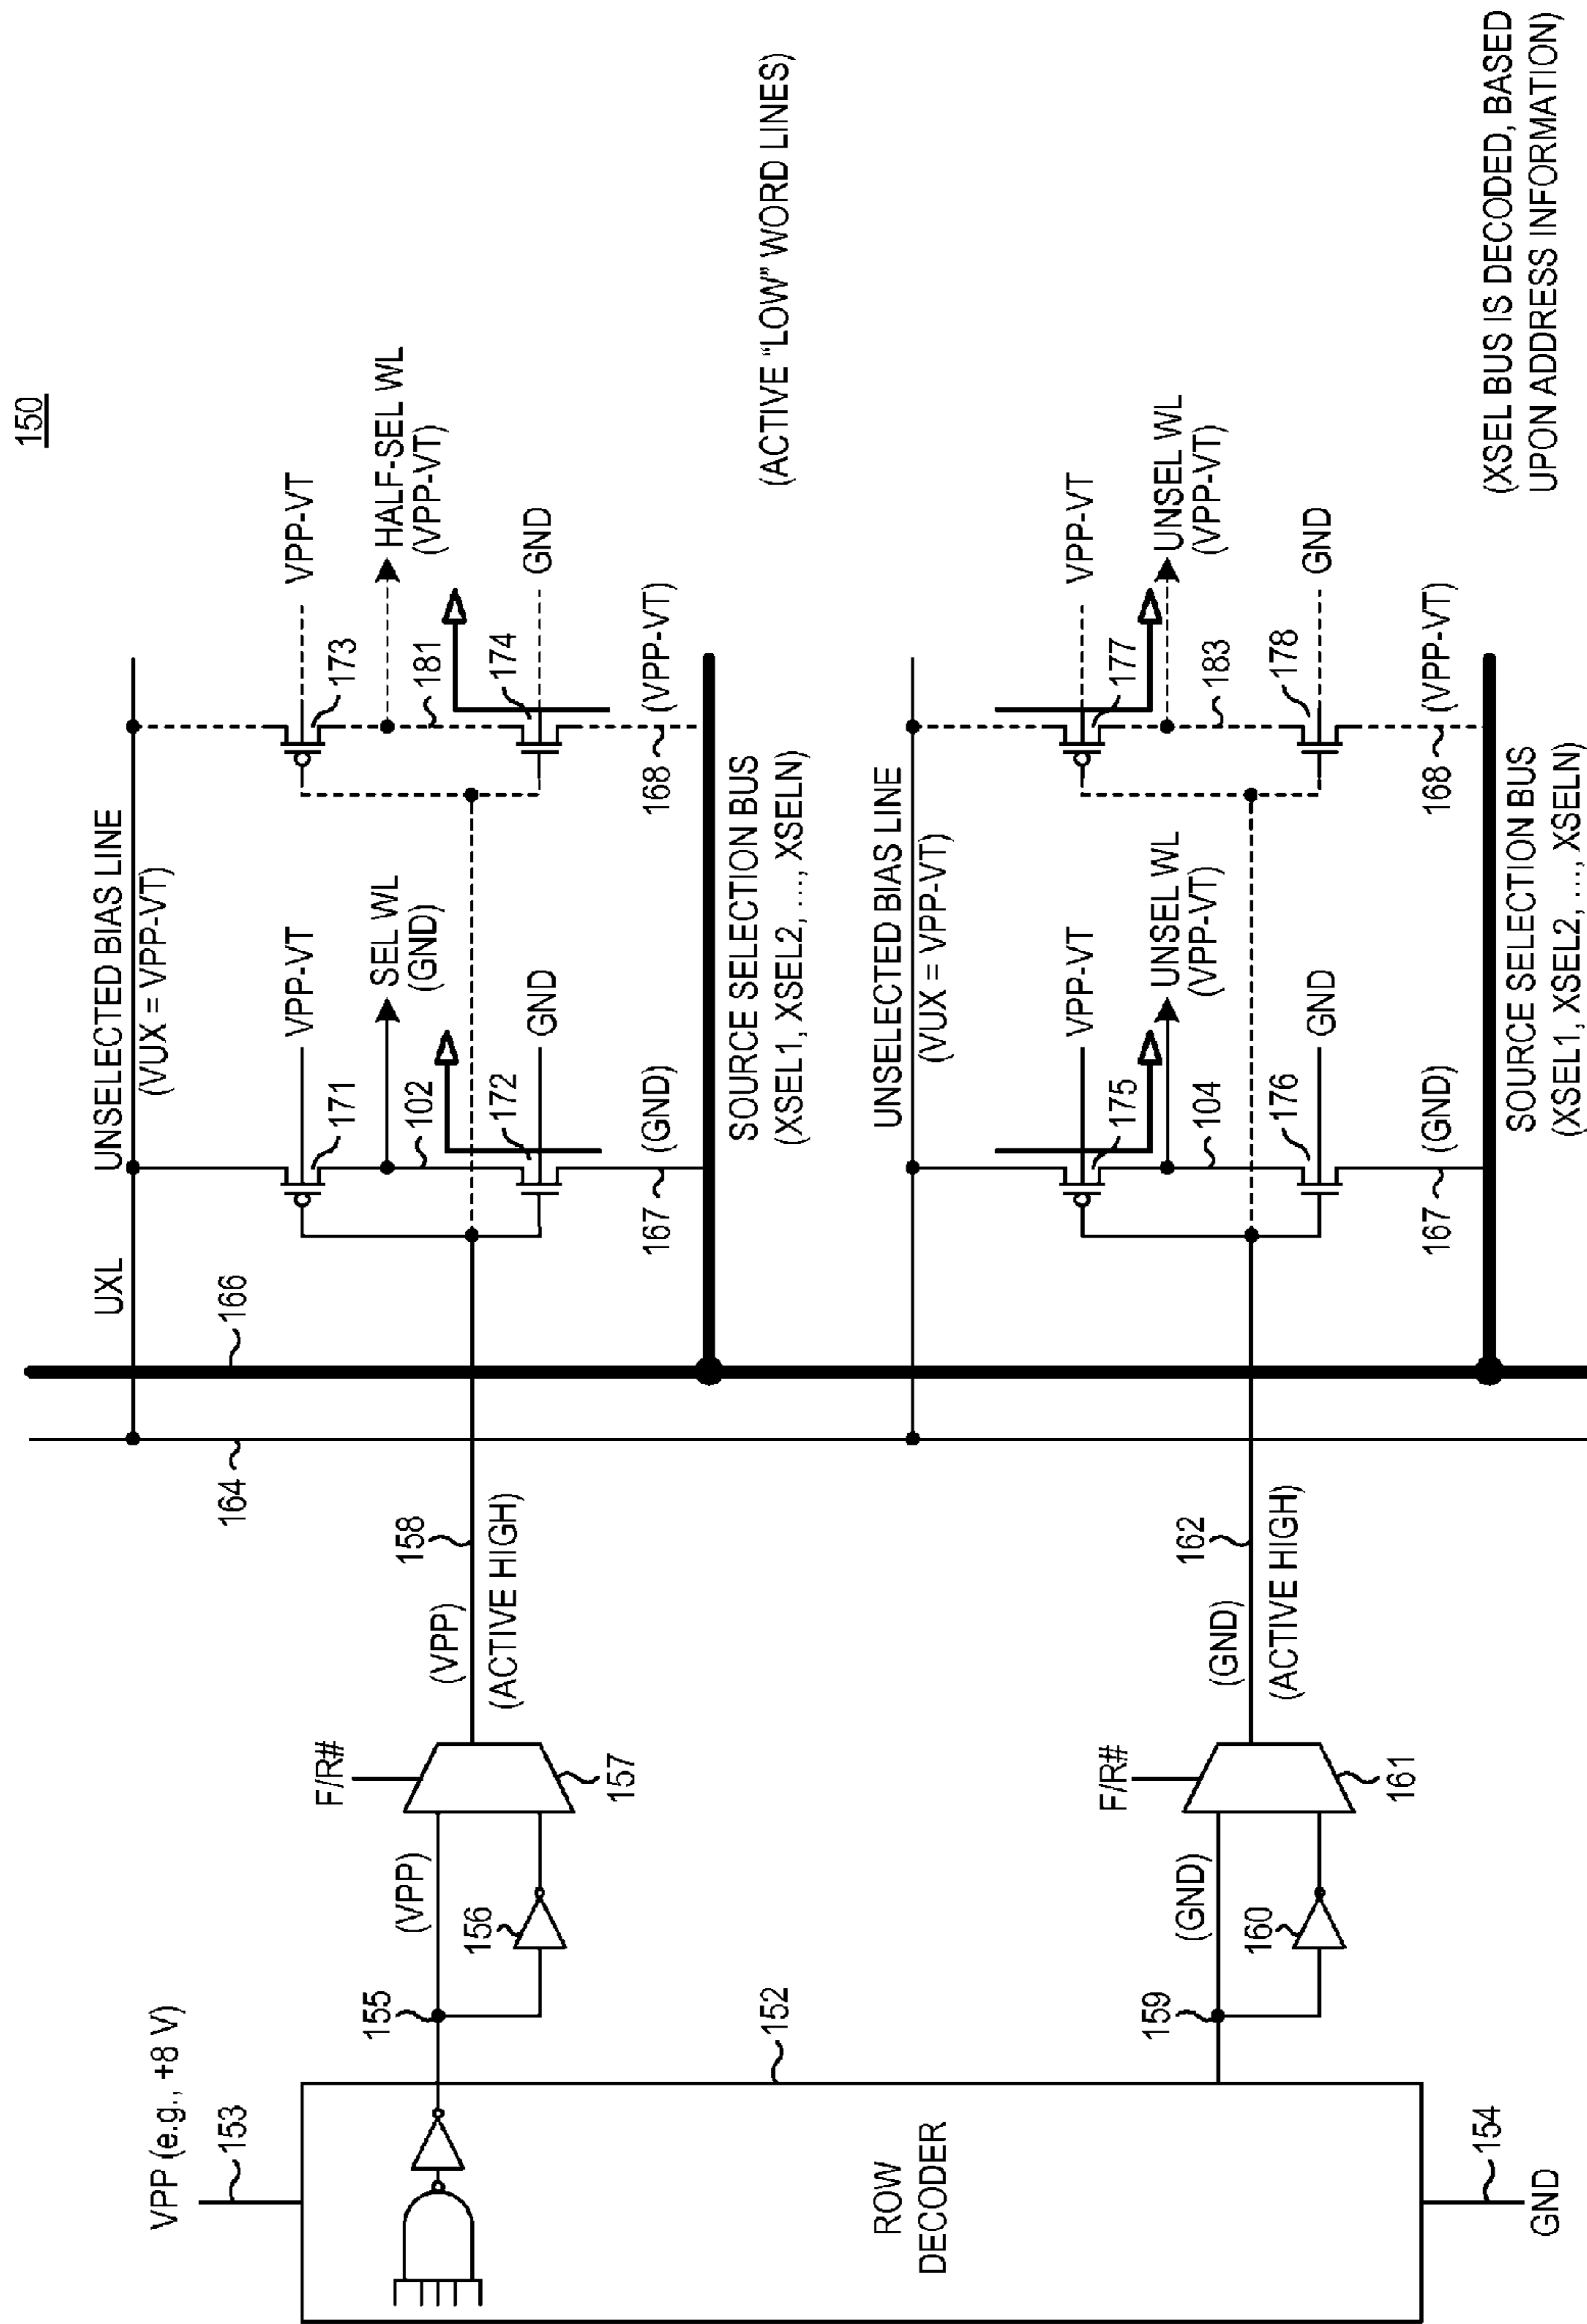 150
VPP (e.g., +8 V)
153
ROW
DECODER
152
154
GND
155
(VPP)
156
F/R#
157
(VPP)
158
(ACTIVE HIGH)
159
(GND)
160
F/R#
161
(GND)
162
(ACTIVE HIGH)
164
166
UXL
UNSELECTED BIAS LINE
(VUX = VPP-VT)
VPP-VT
171
SEL WL
(GND)
102
172
GND
167
(GND)
VPP-VT
173
HALF-SEL WL
(VPP-VT)
181
174
GND
168
(VPP-VT)
SOURCE SELECTION BUS
(XSEL1, XSEL2, ..., XSELN)
(ACTIVE "LOW" WORD LINES)
UNSELECTED BIAS LINE
(VUX = VPP-VT)
VPP-VT
175
UNSEL WL
(VPP-VT)
104
176
GND
167
(GND)
VPP-VT
177
UNSEL WL
(VPP-VT)
183
178
GND
168
(VPP-VT)
SOURCE SELECTION BUS
(XSEL1, XSEL2, ..., XSELN)
(XSEL BUS IS DECODED, BASED
UPON ADDRESS INFORMATION)